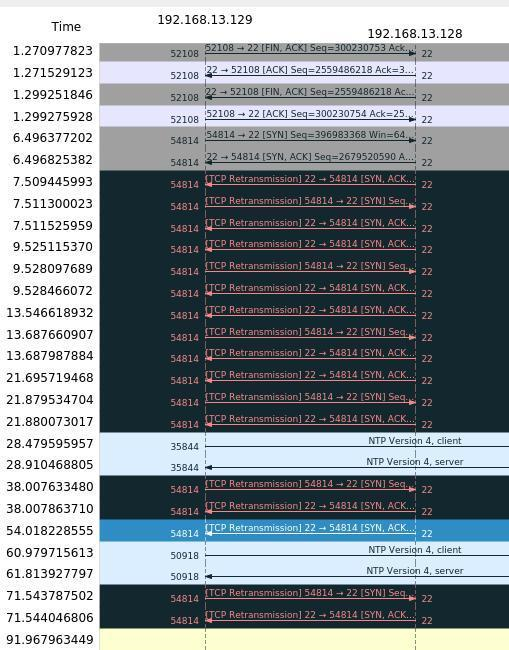 192.168.13.129
Time
192.168.13.128
1.270977823 52108 52108 → 22 [FIN, ACK] Seq=300230753 Ack... 22
1.271529123 52108 22 → 52108 [ACK] Seq=2559486218 Ack=3... 22
1.299251846 52108 22 → 52108 [FIN, ACK] Seq=2559486218 Ac... 22
1.299275928 52108 52108 → 22 [ACK] Seq=300230754 Ack=25... 22
6.496377202 54814 54814 → 22 [SYN] Seq=396983368 Win=64... 22
6.496825382 54814 22 → 54814 [SYN, ACK] Seq=2679520590 A... 22
7.509445993 54814 [TCP Retransmission] 22 → 54814 [SYN, ACK... 22
7.511300023 54814 [TCP Retransmission] 54814 → 22 [SYN] Seq... 22
7.511525959 54814 [TCP Retransmission] 22 → 54814 [SYN, ACK... 22
9.525115370 54814 [TCP Retransmission] 22 → 54814 [SYN, ACK... 22
9.528097689 54814 [TCP Retransmission] 54814 → 22 [SYN] Seq... 22
9.528466072 54814 [TCP Retransmission] 22 → 54814 [SYN, ACK... 22
13.546618932 54814 [TCP Retransmission] 22 → 54814 [SYN, ACK... 22
13.687660907 54814 [TCP Retransmission] 54814 → 22 [SYN] Seq... 22
13.687987884 54814 [TCP Retransmission] 22 → 54814 [SYN, ACK... 22
21.695719468 54814 [TCP Retransmission] 22 → 54814 [SYN, ACK... 22
21.879534704 54814 [TCP Retransmission] 54814 → 22 [SYN] Seq... 22
21.880073017 54814 [TCP Retransmission] 22 → 54814 [SYN, ACK... 22
28.479595957 35844 NTP Version 4, client
28.910468805 35844 NTP Version 4, server
38.007633480 54814 [TCP Retransmission] 54814 → 22 [SYN] Seq... 22
38.007863710 54814 [TCP Retransmission] 22 → 54814 [SYN, ACK... 22
54.018228555 54814 [TCP Retransmission] 22 → 54814 [SYN, ACK... 22
60.979715613 50918 NTP Version 4, client
61.813927797 50918 NTP Version 4, server
71.543787502 54814 [TCP Retransmission] 54814 → 22 [SYN] Seq... 22
71.544046806 54814 [TCP Retransmission] 22 → 54814 [SYN, ACK... 22
91.967963449